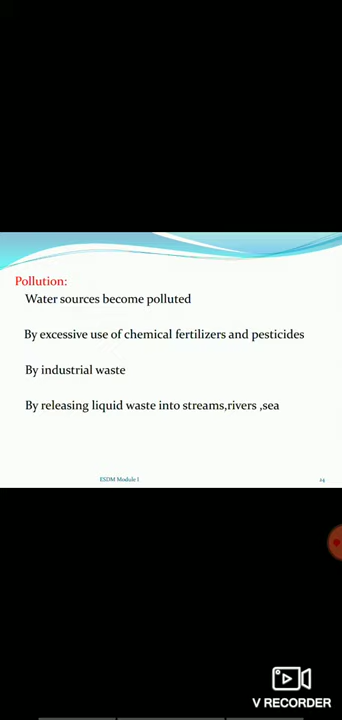 Pollution:
Water sources become polluted
By excessive use of chemical fertilizers and pesticides
By industrial waste
By releasing liquid waste into streams,rivers ,sea
ESDM Module I
24
V RECORDER